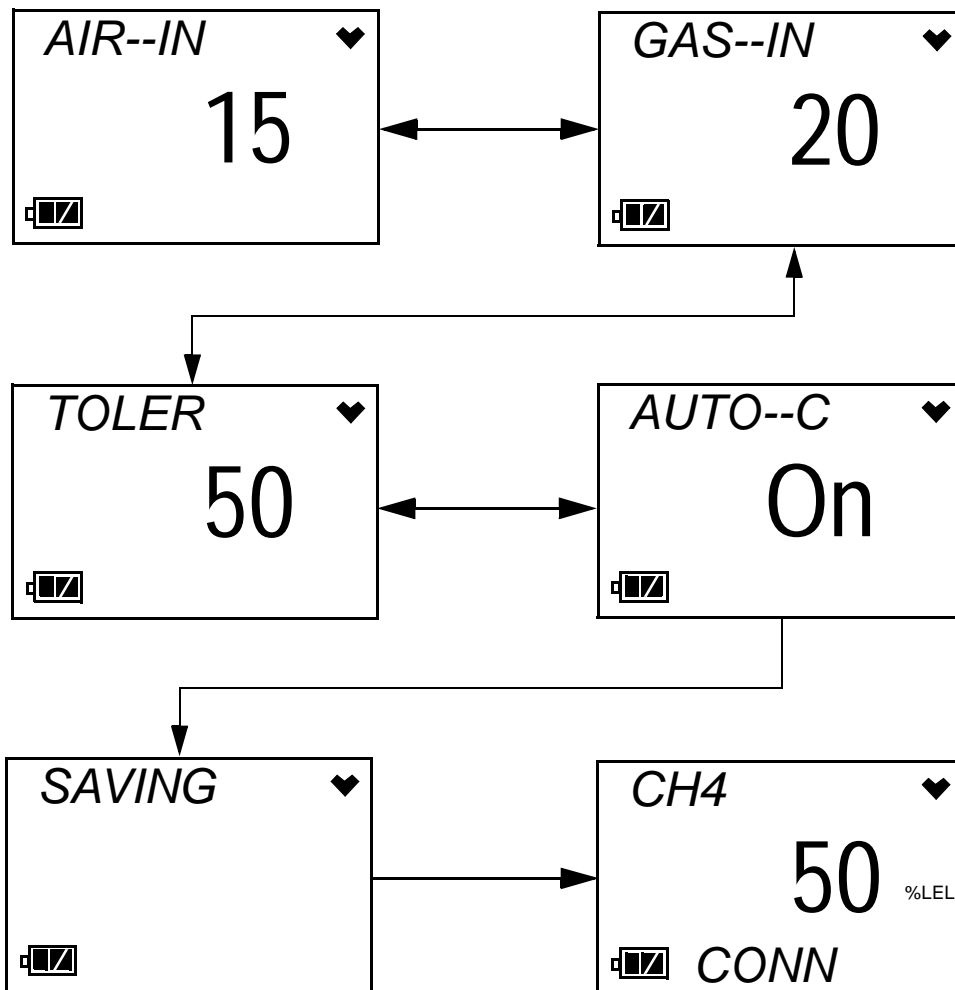 AIR--IN
15
GAS--IN
20
TOLER
50
AUTO--C
On
SAVING
CH4
50 %LEL
CONN